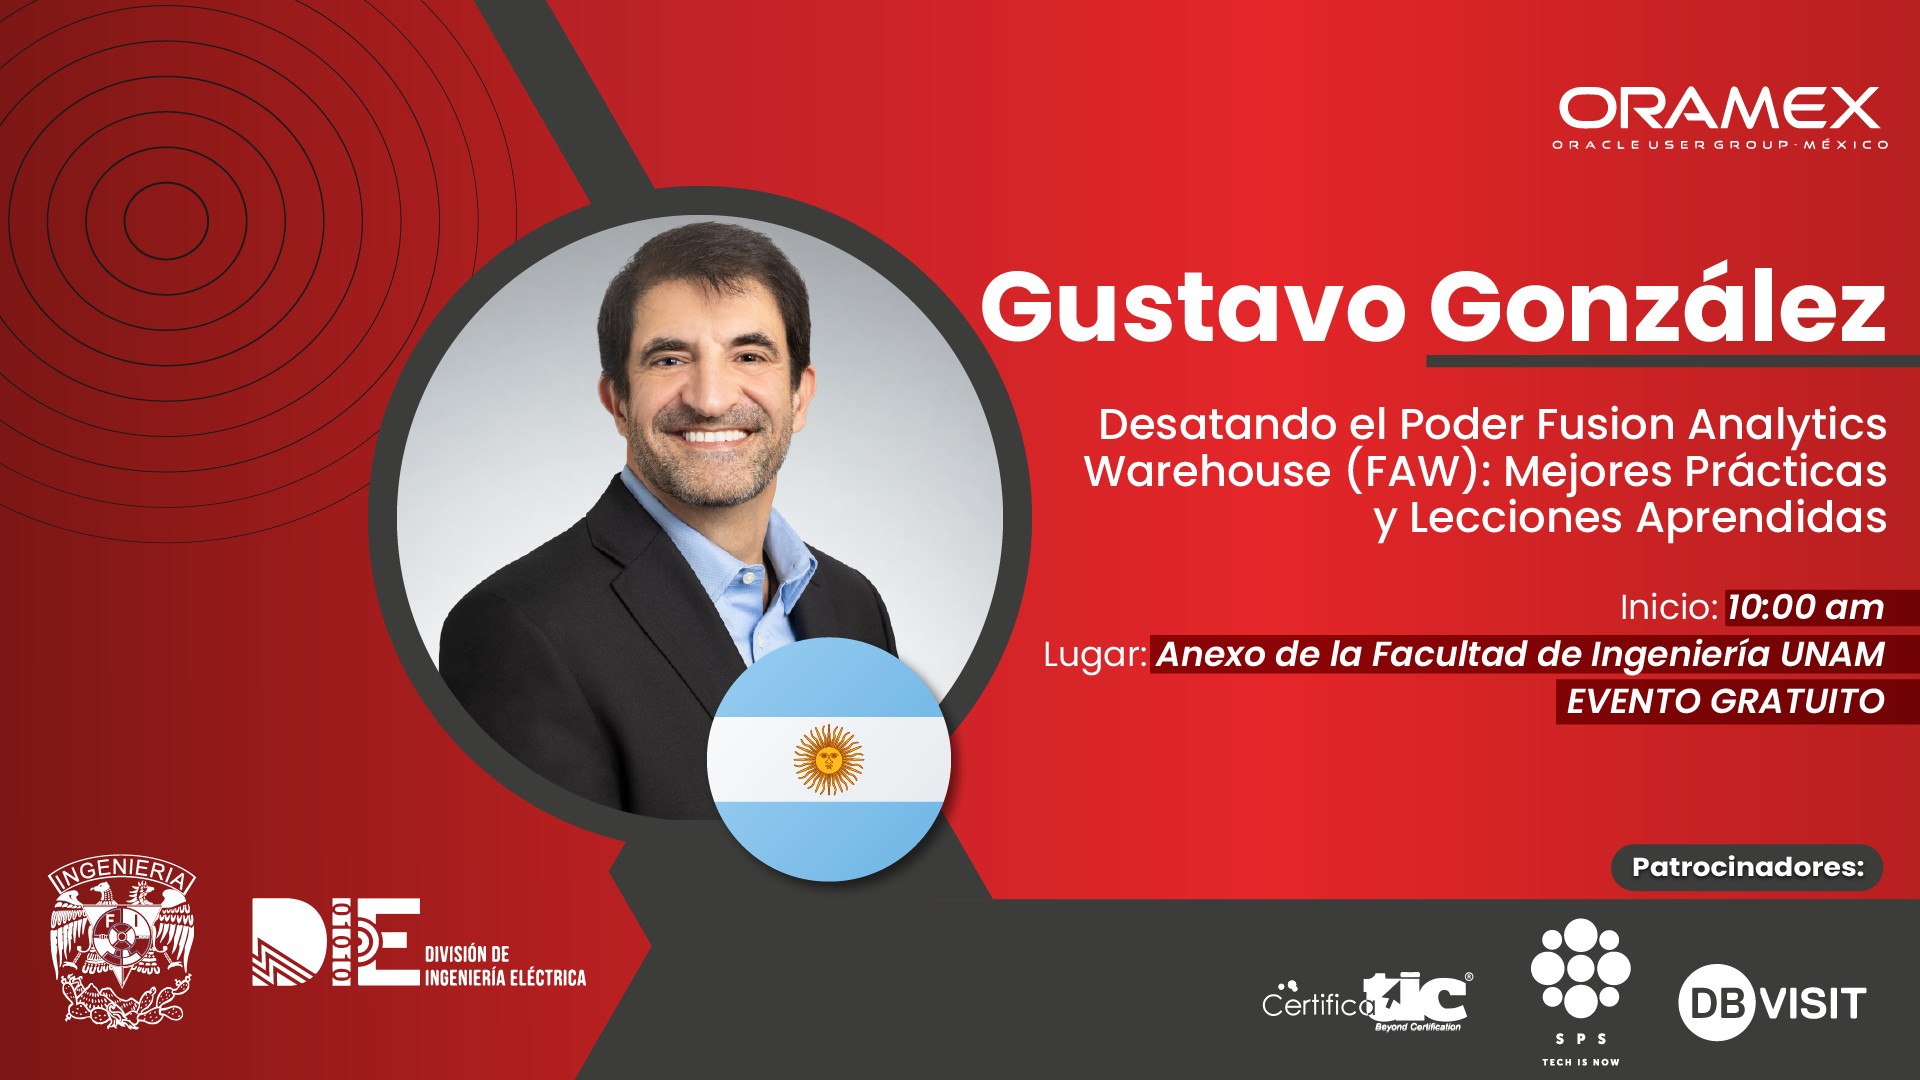 ORAMEX
ORACLE USER GROUP - MÉXICO
Gustavo González
Desatando el Poder Fusion Analytics
Warehouse (FAW): Mejores Prácticas
y Lecciones Aprendidas
Inicio: 10:00 am
Lugar: Anexo de la Facultad de Ingeniería UNAM
EVENTO GRATUITO
Patrocinadores:
INGENIERIA
F I
DIE
01010
DIVISIÓN DE
INGENIERÍA ELÉCTRICA
Certificatic®
Beyond Certification
SPS
TECH IS NOW
DBVISIT